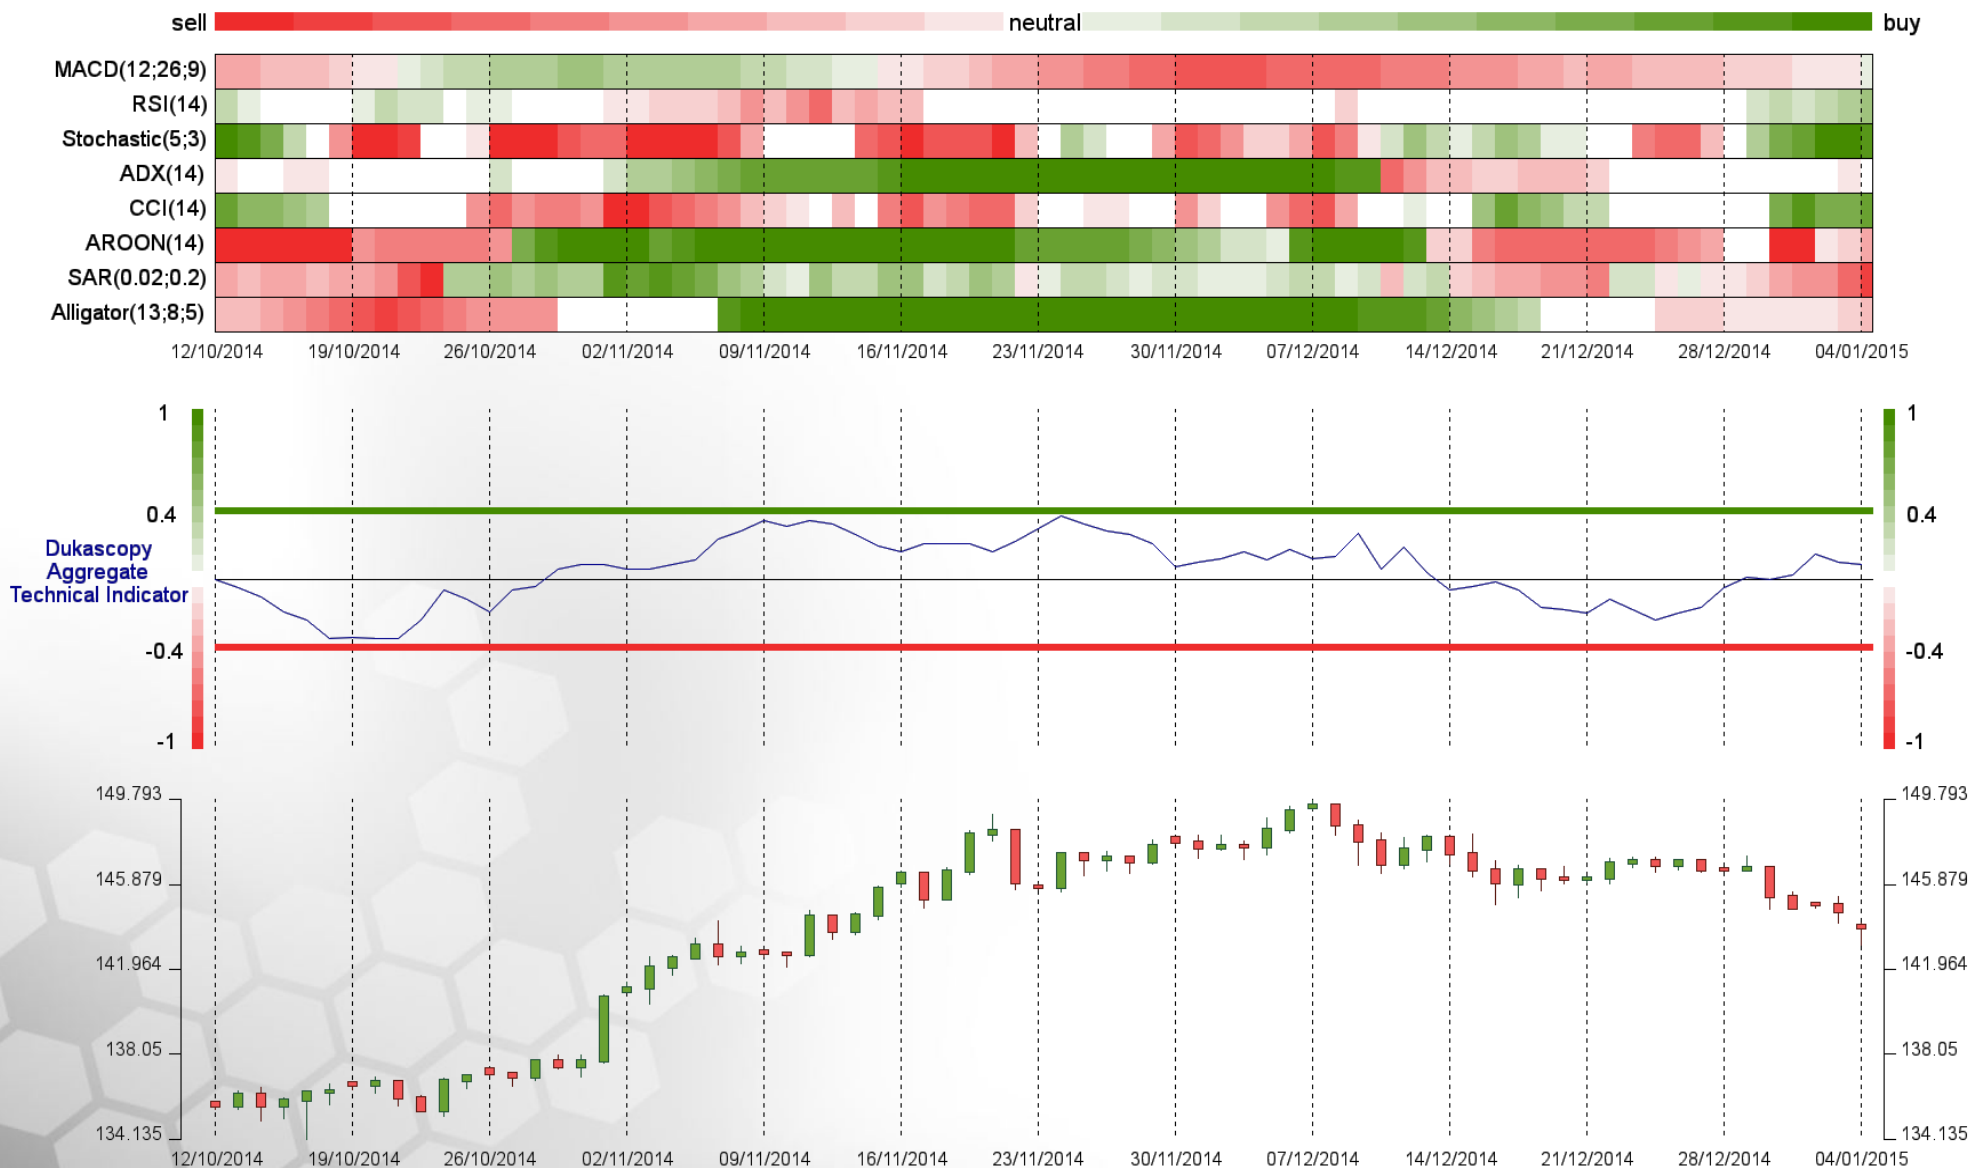 sell neutral buy
MACD(12;26;9)
RSI(14)
Stochastic(5;3)
ADX(14)
CCI(14)
AROON(14)
SAR(0.02;0.2)
Alligator(13;8;5)
12/10/2014 19/10/2014 26/10/2014 02/11/2014 09/11/2014 16/11/2014 23/11/2014 30/11/2014 07/12/2014 14/12/2014 21/12/2014 28/12/2014 04/01/2015
1 1
0.4 0.4
Dukascopy
Aggregate
Technical Indicator
-0.4 -0.4
-1 -1
149.793 149.793
145.879 145.879
141.964 141.964
138.05 138.05
134.135 134.135
12/10/2014 19/10/2014 26/10/2014 02/11/2014 09/11/2014 16/11/2014 23/11/2014 30/11/2014 07/12/2014 14/12/2014 21/12/2014 28/12/2014 04/01/2015